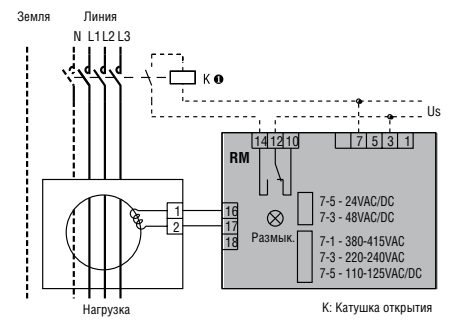 Земля Линия
N L1 L2 L3
K ❶
Us
14 12 10 7 5 3 1
RM
1 16
2 17
18
Размык.
7-5 - 24VAC/DC
7-3 - 48VAC/DC
7-1 - 380-415VAC
7-3 - 220-240VAC
7-5 - 110-125VAC/DC
Нагрузка
К: Катушка открытия